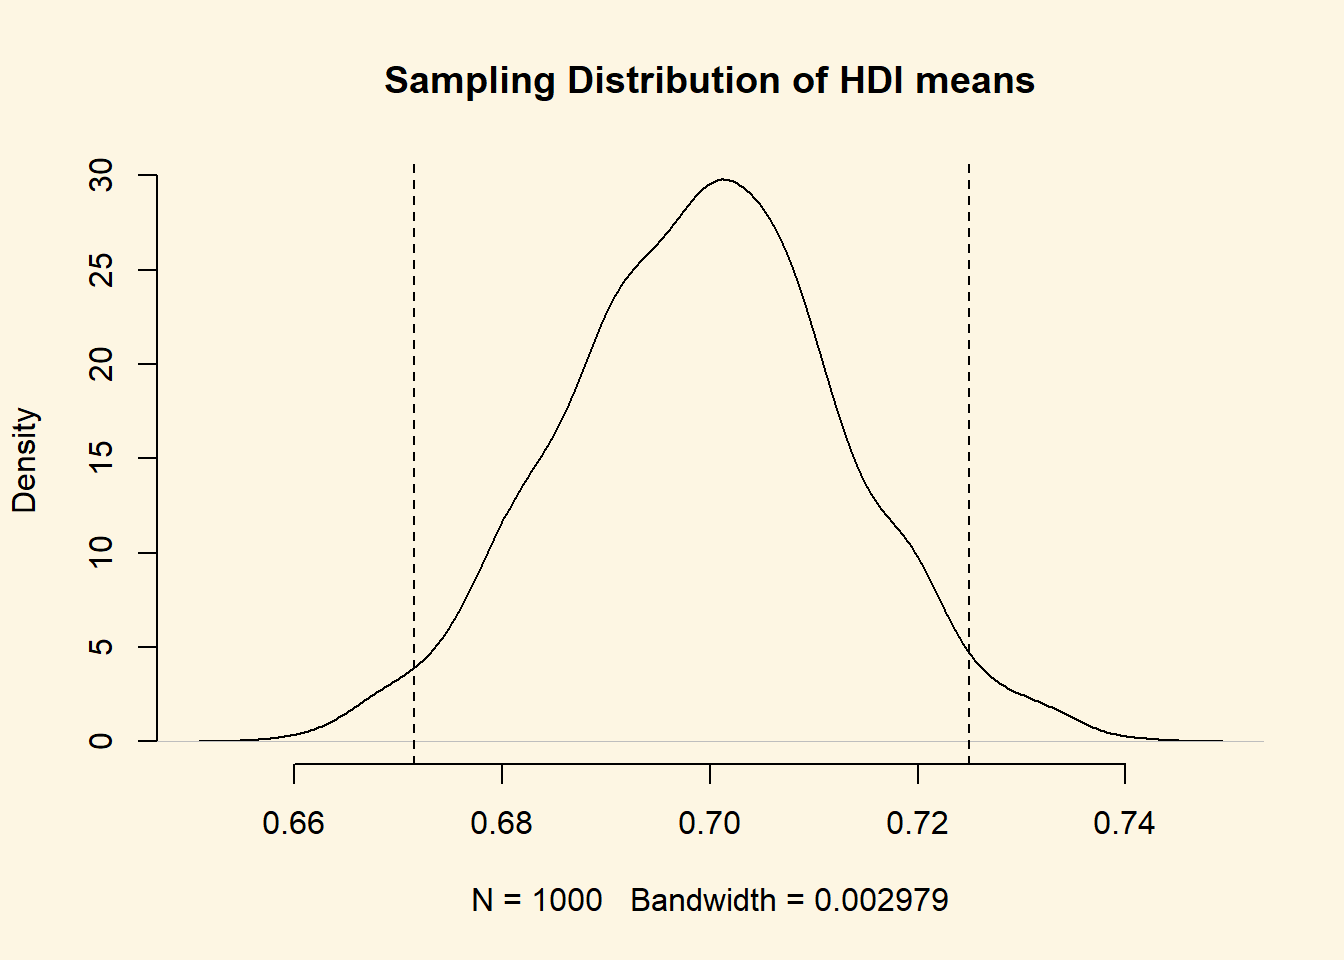 Sampling Distribution of HDI means
Density
30
25
20
15
10
5
0
0.66 0.68 0.70 0.72 0.74
N = 1000   Bandwidth = 0.002979